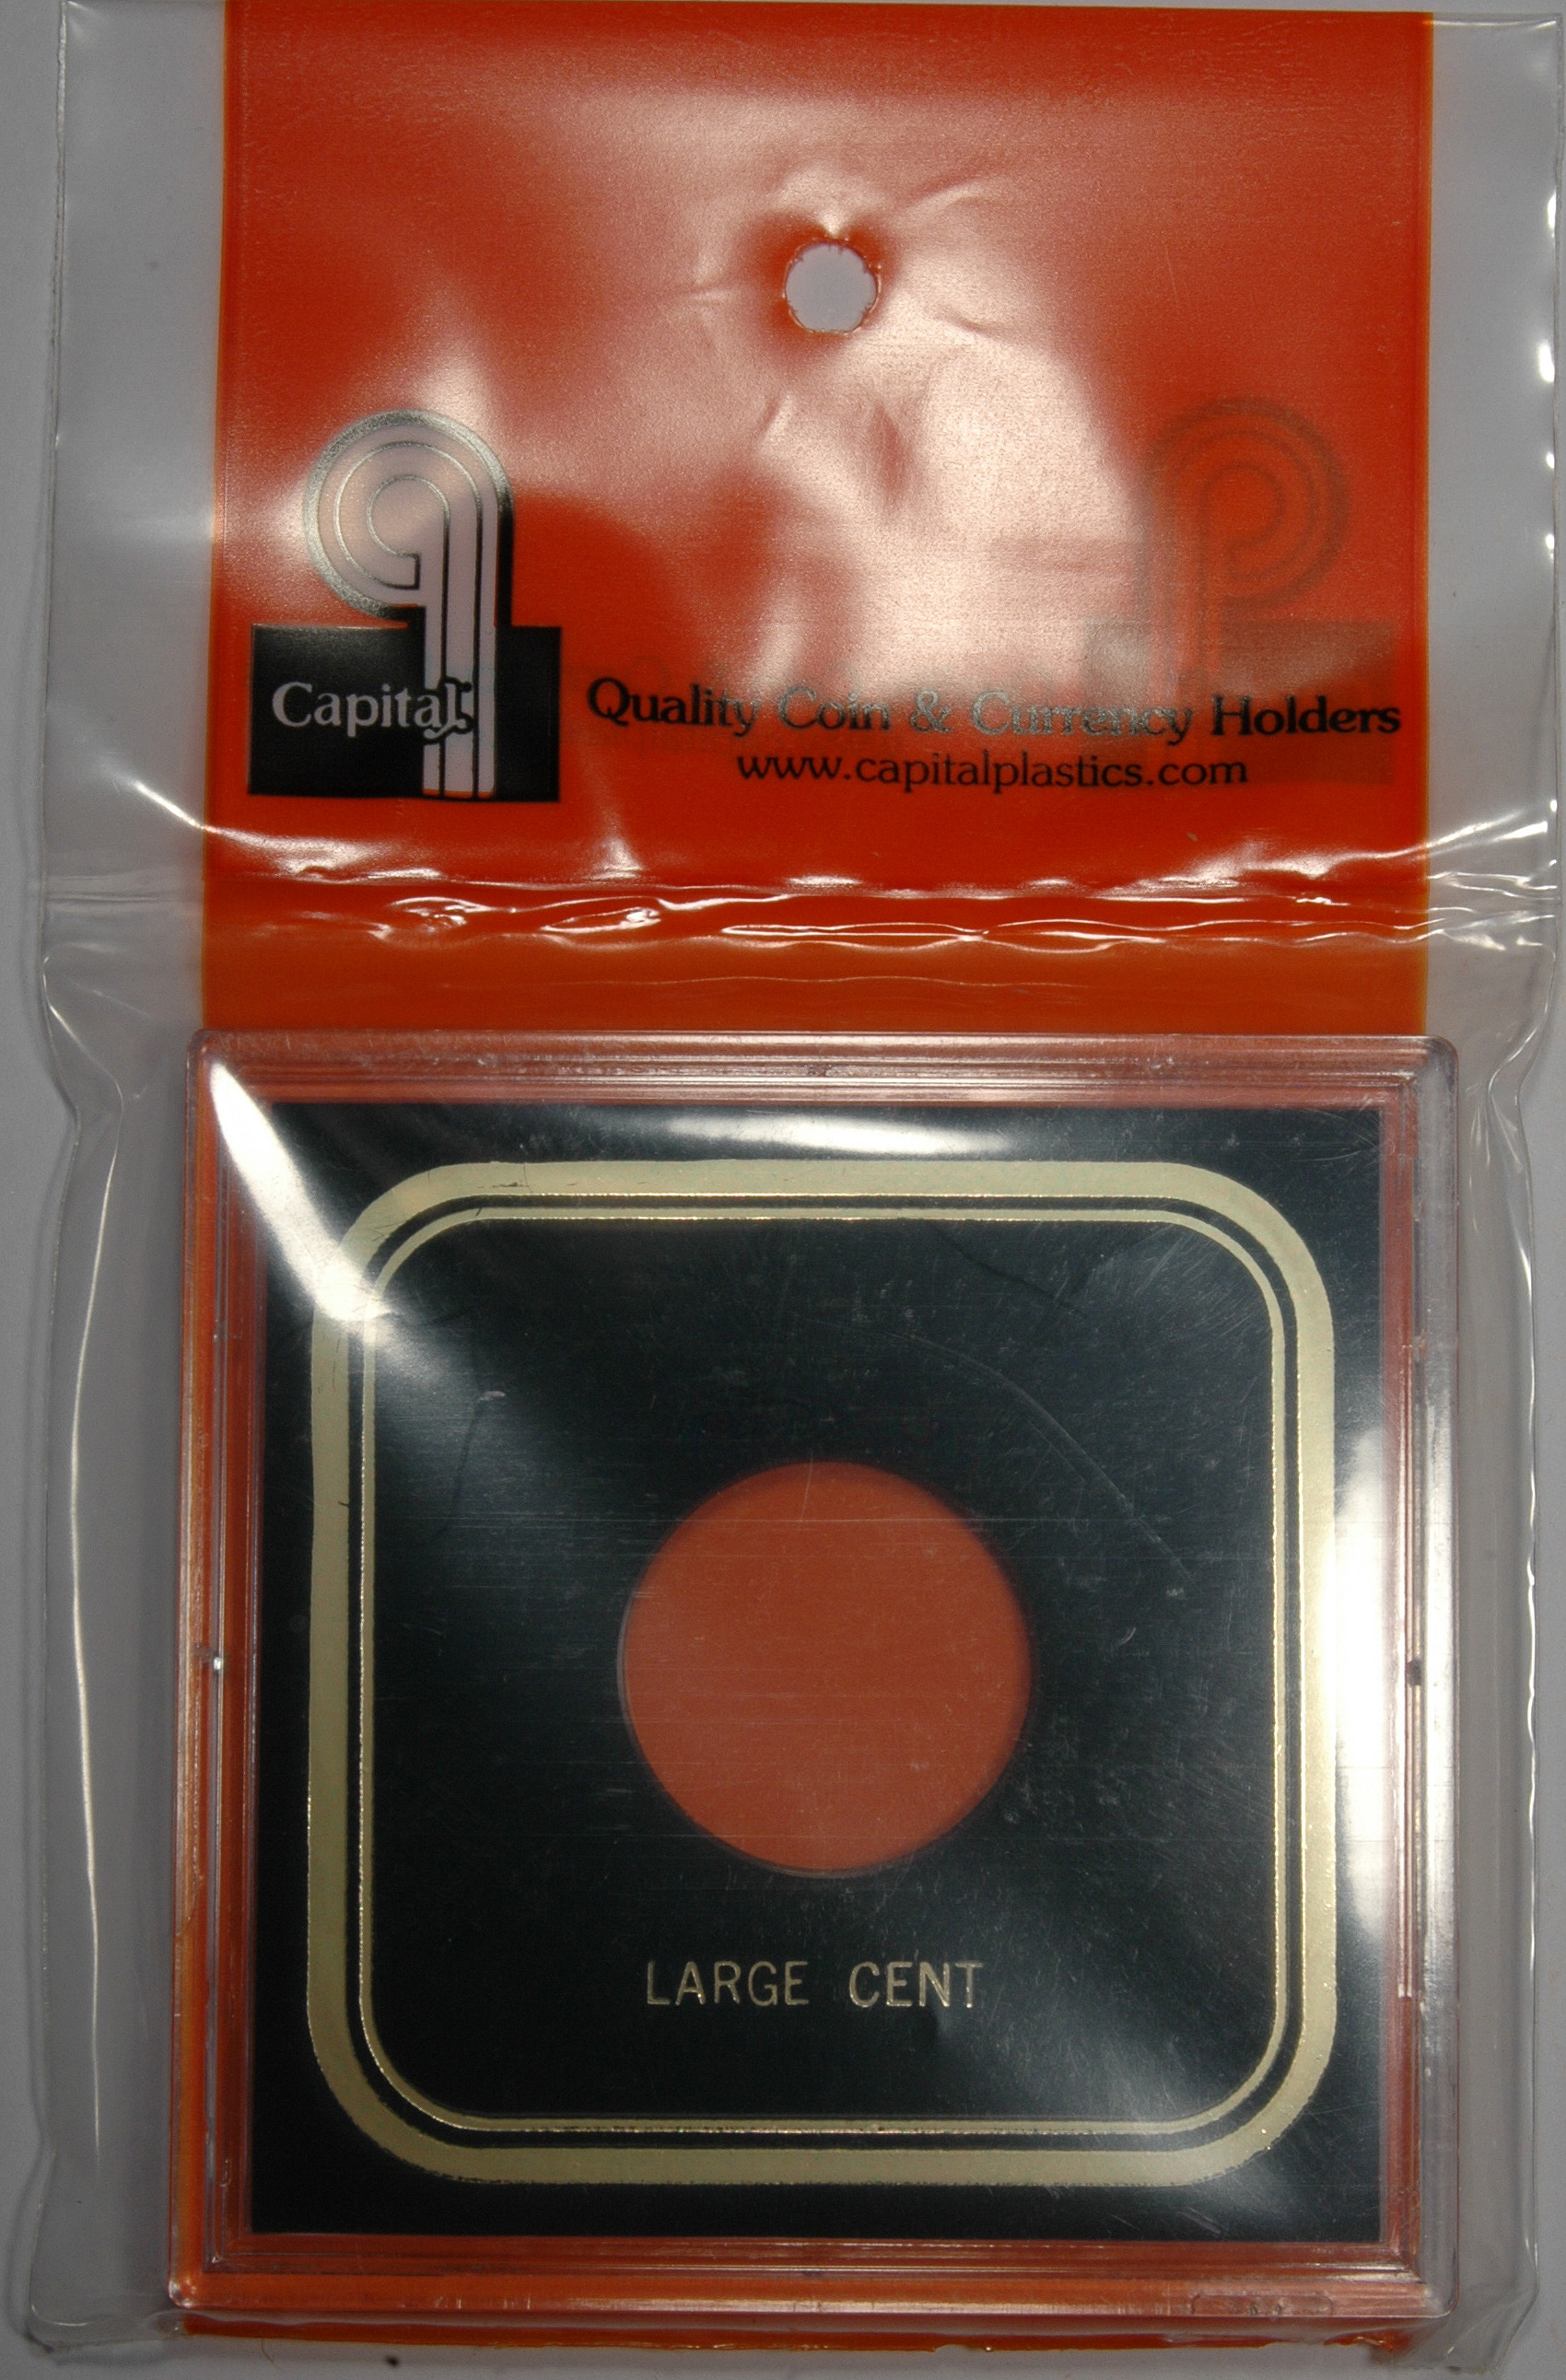 Capital
Quality Coin & Currency Holders
www.capitalplastics.com
LARGE CENT